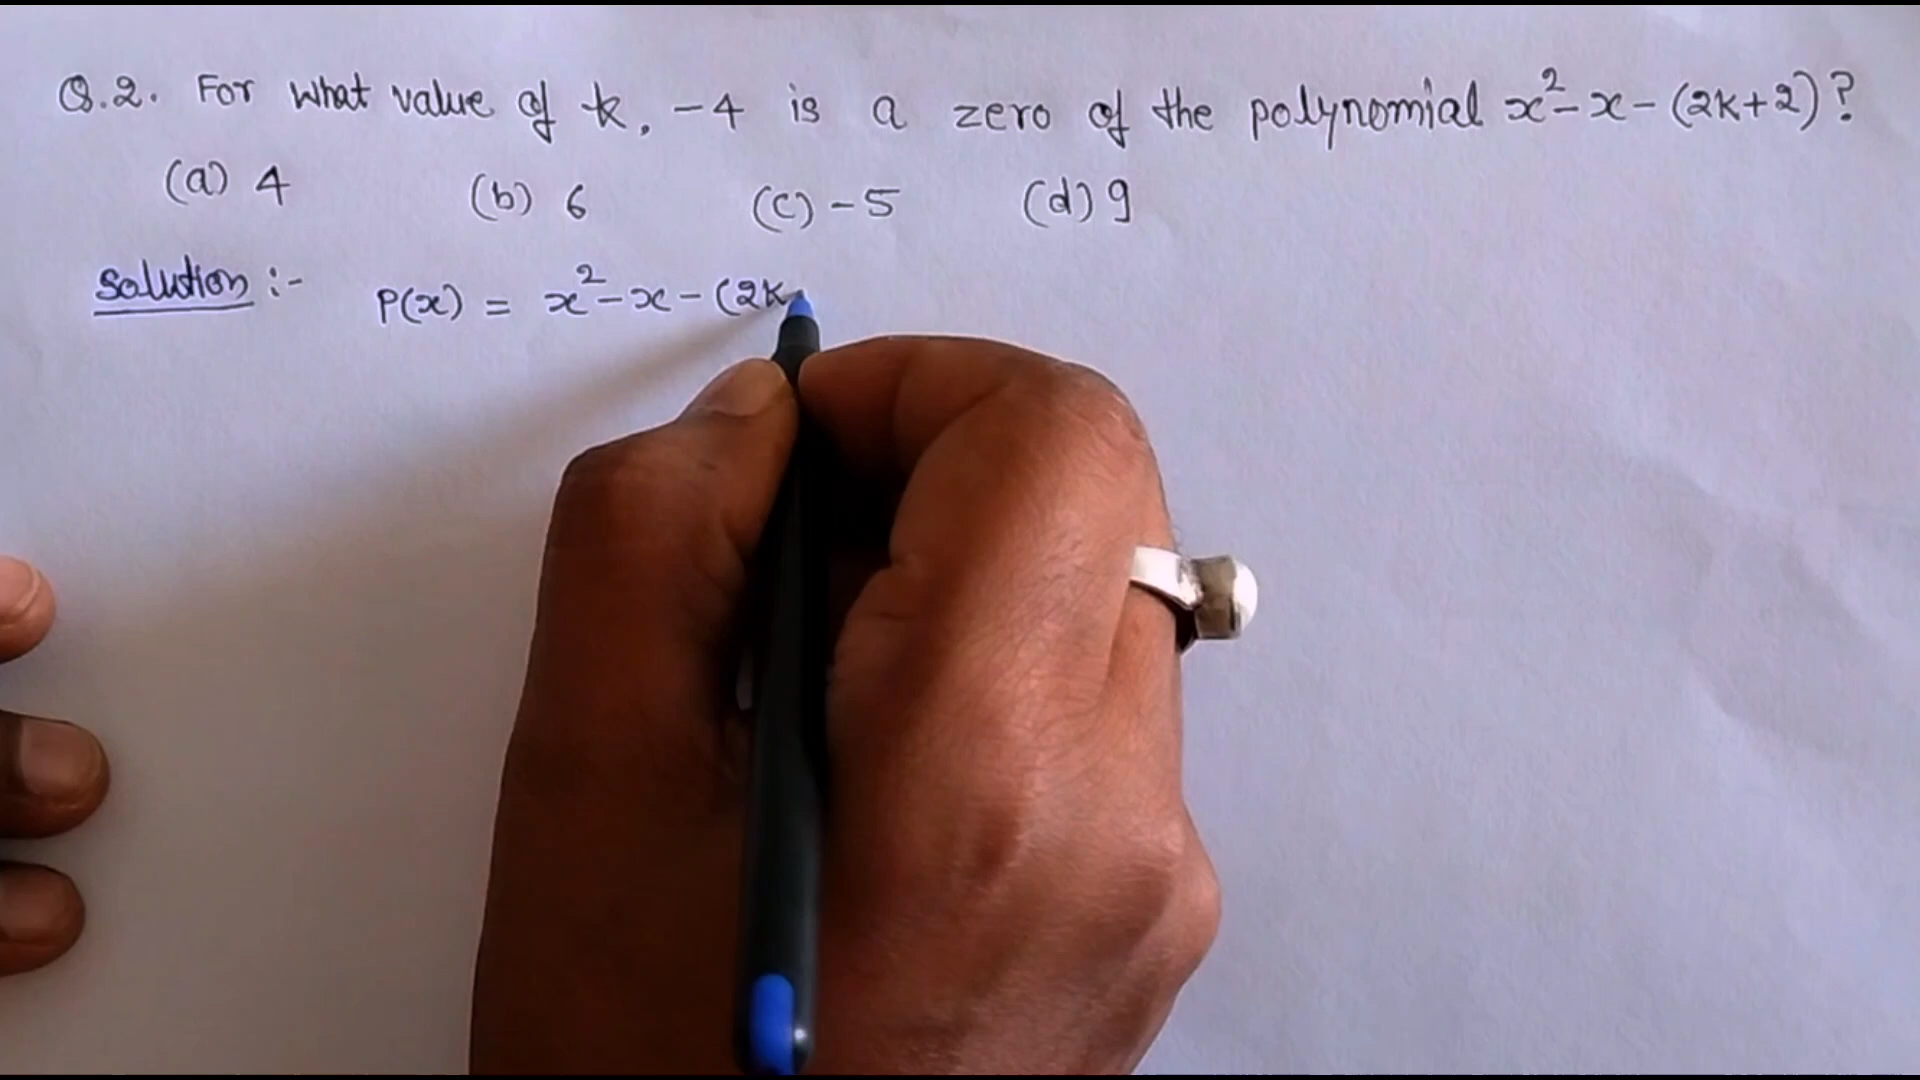 Q.2. For what value of k, -4 is a zero of the polynomial x²-x-(2k+2)?
(a) 4 (b) 6 (c) -5 (d) 9
Solution :- P(x) = x²-x-(2k